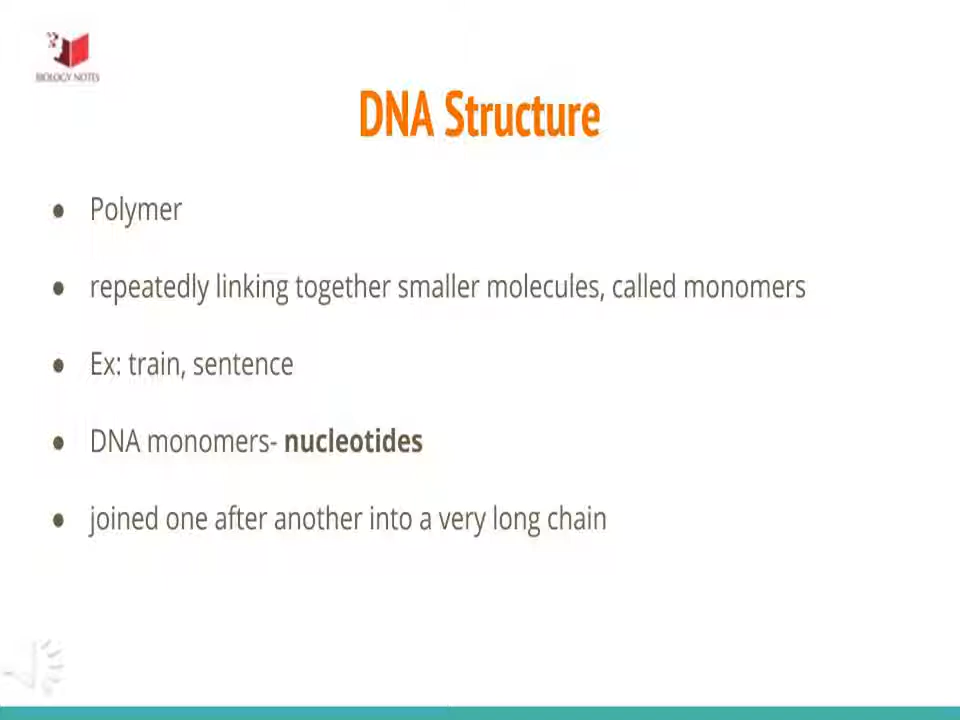 BIOLOGY NOTES
DNA Structure
● Polymer
● repeatedly linking together smaller molecules, called monomers
● Ex: train, sentence
● DNA monomers- nucleotides
● joined one after another into a very long chain